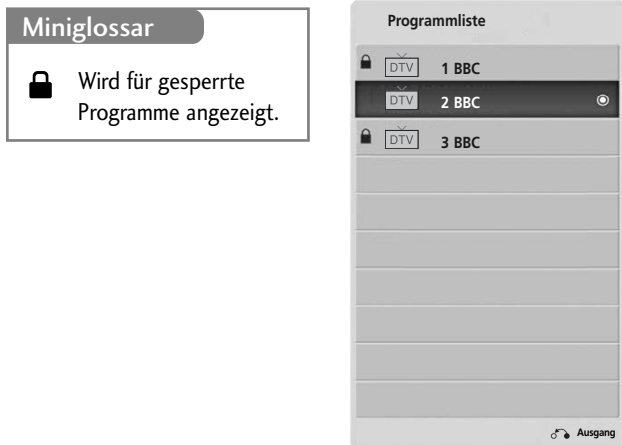 Miniglossar
Wird für gesperrte
Programme angezeigt.
Programmliste
DTV 1 BBC
DTV 2 BBC
DTV 3 BBC
Ausgang